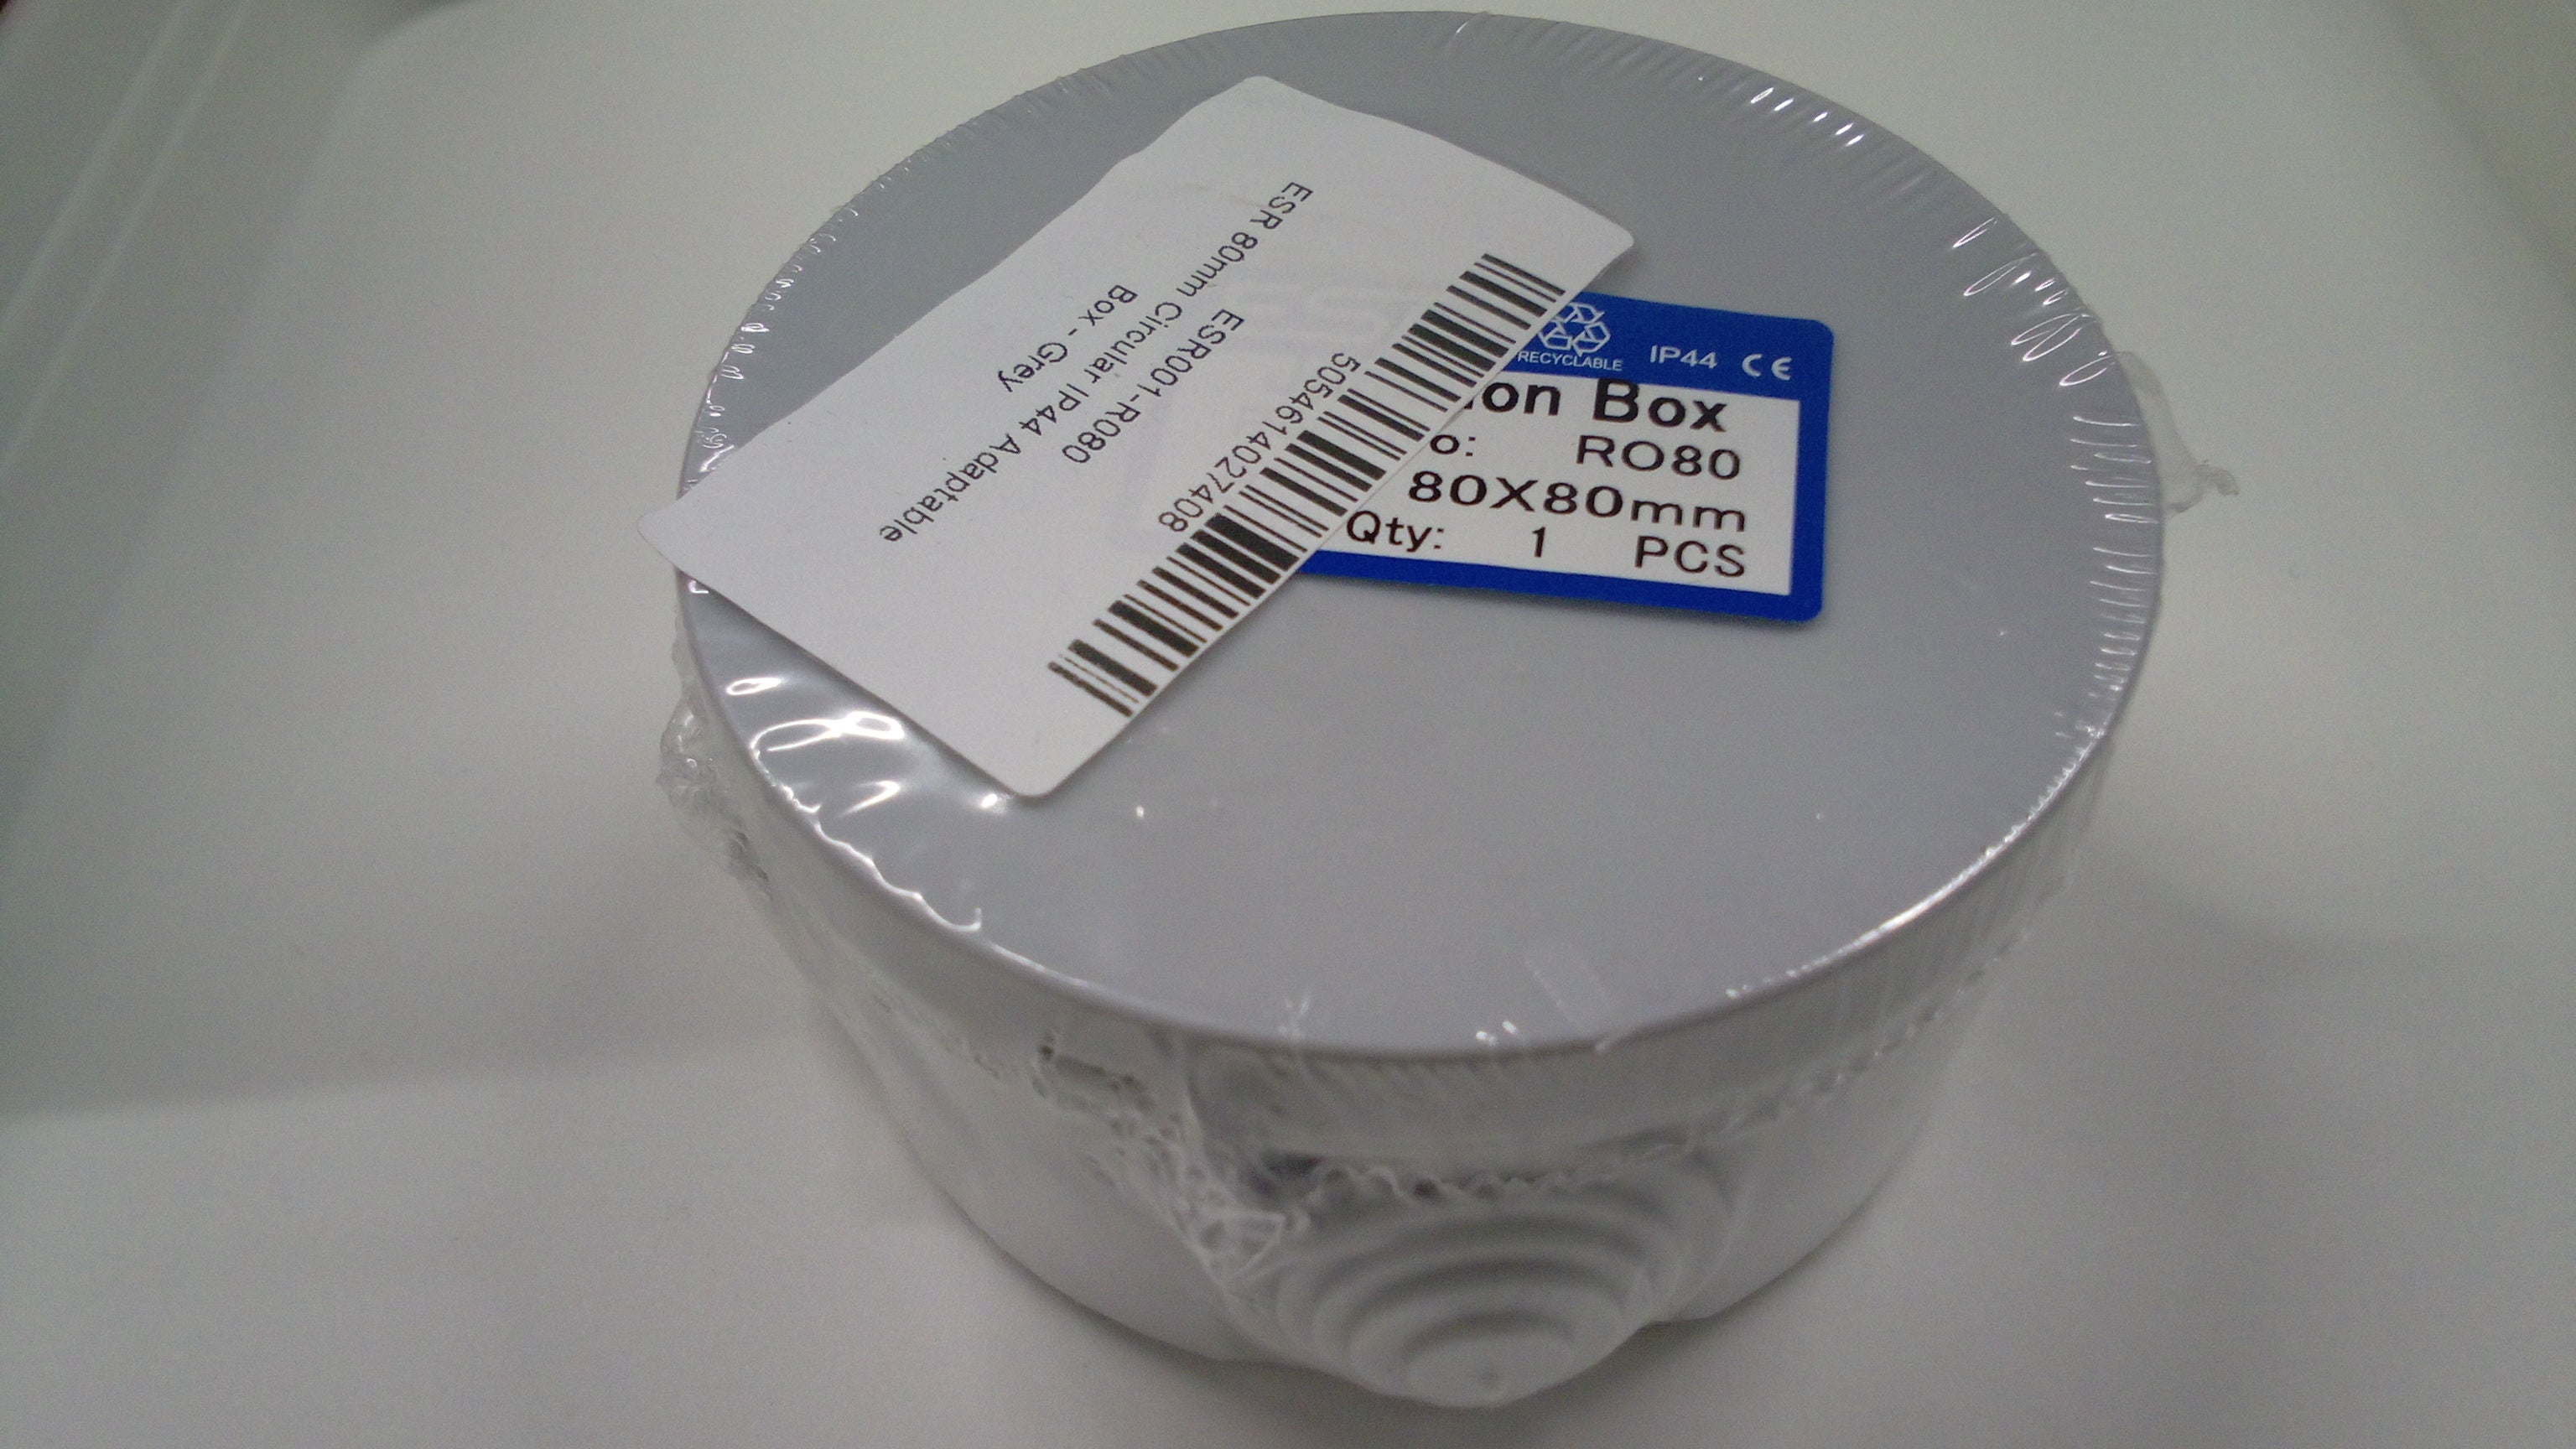 5054614027408
ESR001-R080
ESR 80mm Circular IP44 Adaptable
Box - Grey
RECYCLABLE IP44 CE
Box
RO80
80X80mm
Qty: 1 PCS